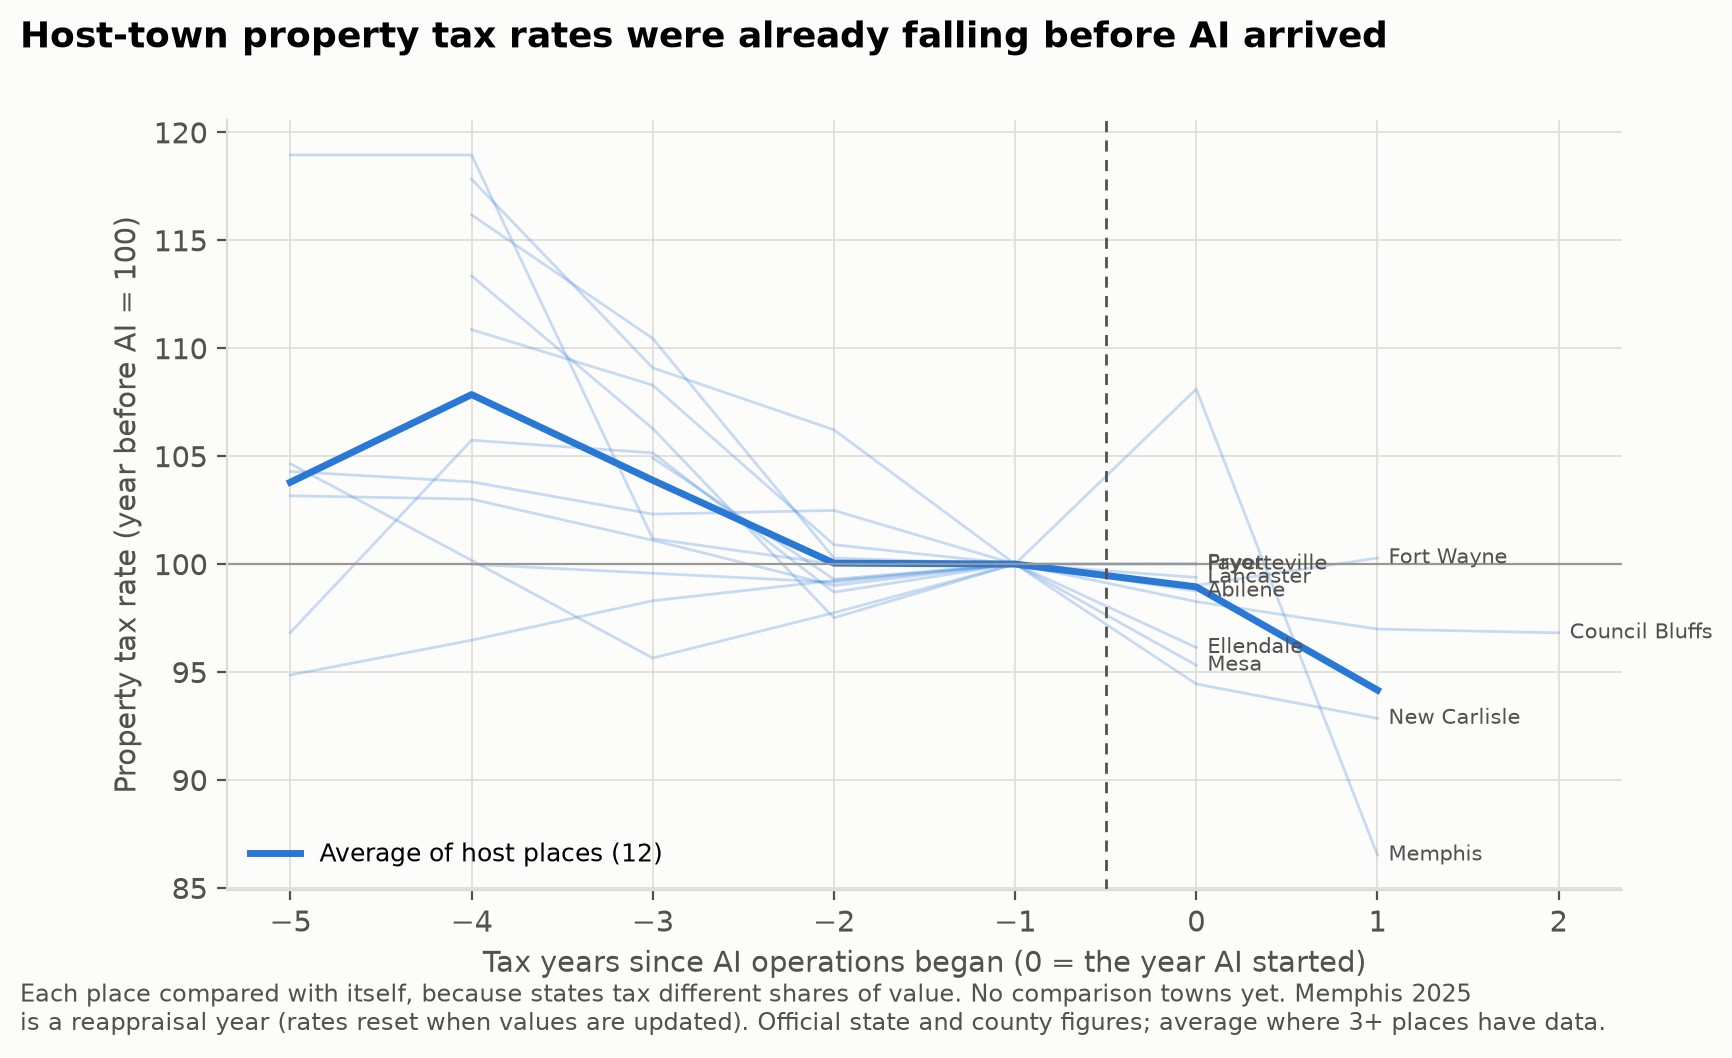 Host-town property tax rates were already falling before AI arrived
Property tax rate (year before AI = 100)
120
115
110
105
100
95
90
85
Fayetteville
Lancaster
Abilene
Ellendale
Mesa
Fort Wayne
Council Bluffs
New Carlisle
Memphis
Average of host places (12)
−5 −4 −3 −2 −1 0 1 2
Tax years since AI operations began (0 = the year AI started)
Each place compared with itself, because states tax different shares of value. No comparison towns yet. Memphis 2025
is a reappraisal year (rates reset when values are updated). Official state and county figures; average where 3+ places have data.